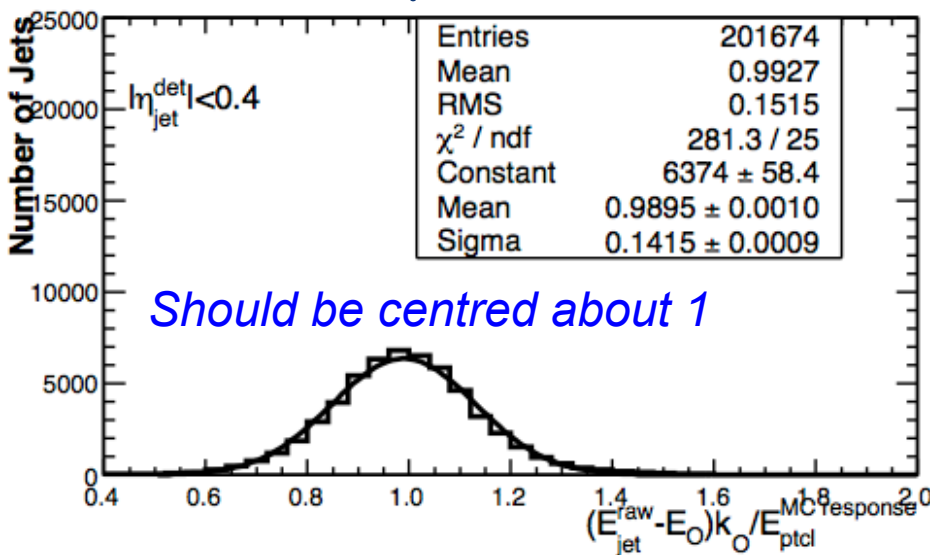 25000
20000
15000
10000
5000
0
Number of Jets
|η^det_jet|<0.4
Entries 201674
Mean 0.9927
RMS 0.1515
χ² / ndf 281.3 / 25
Constant 6374 ± 58.4
Mean 0.9895 ± 0.0010
Sigma 0.1415 ± 0.0009
Should be centred about 1
0.4 0.6 0.8 1.0 1.2 1.4 1.6 1.8 2.0
(E^raw_jet-E_O)k_O/E^MC response_ptcl